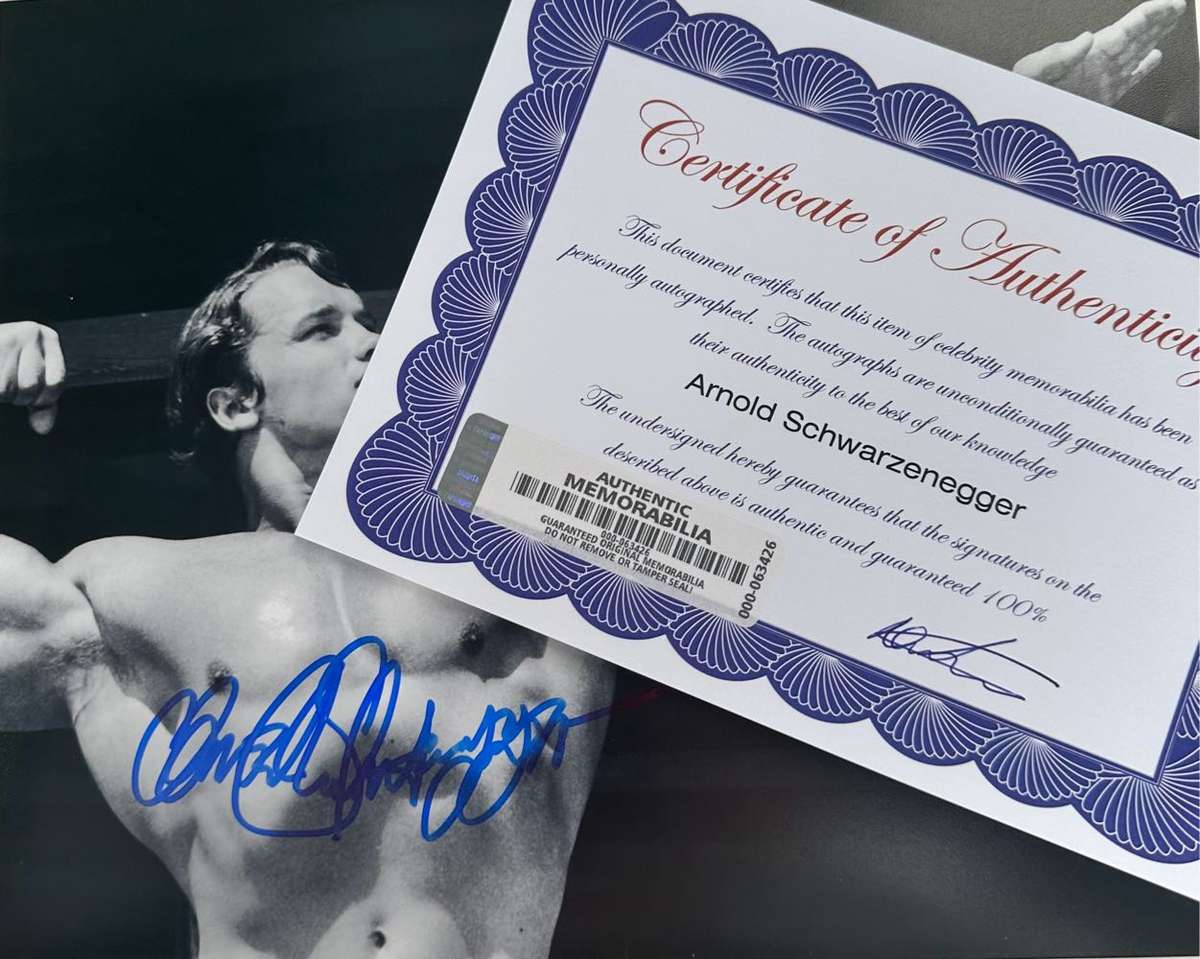 Certificate of Authenticity
This document certifies that this item of celebrity memorabilia has been
personally autographed. The autographs are unconditionally guaranteed as
their authenticity to the best of our knowledge
Arnold Schwarzenegger
The undersigned hereby guarantees that the signatures on the
described above is authentic and guaranteed 100%
AUTHENTIC
MEMORABILIA
000-063426
GUARANTEED ORIGINAL MEMORABILIA
DO NOT REMOVE OR TAMPER SEAL!
000-063426